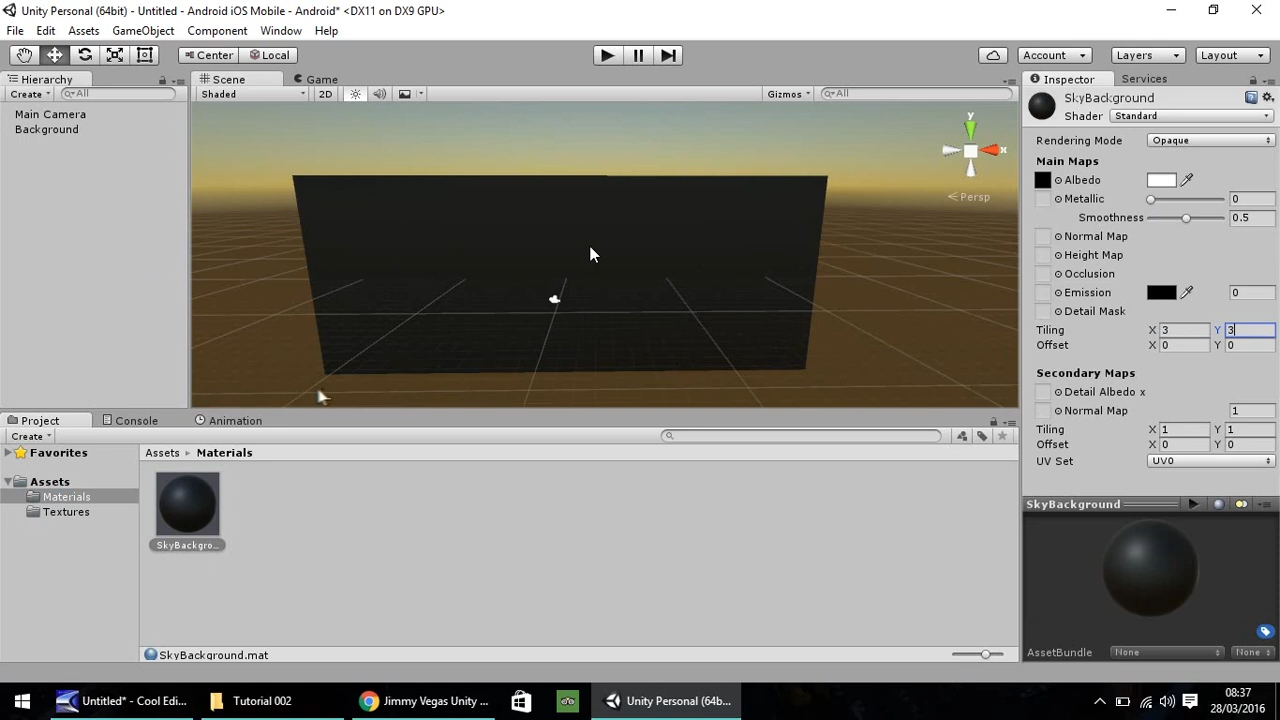 Unity Personal (64bit) - Untitled - Android iOS Mobile - Android* <DX11 on DX9 GPU>
File Edit Assets GameObject Component Window Help
Center Local Account Layers Layout
Hierarchy Scene Game Inspector Services
Create All Shaded 2D Gizmos All SkyBackground
Shader Standard
Main Camera
Background
y
x
Persp
Rendering Mode Opaque
Main Maps
Albedo
Metallic 0
Smoothness 0.5
Normal Map
Height Map
Occlusion
Emission 0
Detail Mask
Tiling X 3 Y 3
Offset X 0 Y 0
Secondary Maps
Detail Albedo x
Normal Map 1
Tiling X 1 Y 1
Offset X 0 Y 0
UV Set UV0
Project Console Animation
Create
Favorites
Assets
Materials
Textures
Assets Materials
SkyBackgro...
SkyBackground.mat
SkyBackground
AssetBundle None None
Untitled* - Cool Edi... Tutorial 002 Jimmy Vegas Unity ... Unity Personal (64b...
08:37
28/03/2016